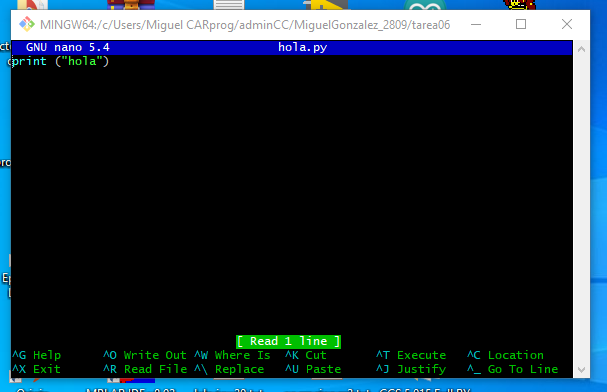 MINGW64:/c/Users/Miguel CARprog/adminCC/MiguelGonzalez_2809/tarea06
GNU nano 5.4 hola.py
print ("hola")
[ Read 1 line ]
^G Help ^O Write Out ^W Where Is ^K Cut ^T Execute ^C Location
^X Exit ^R Read File ^\ Replace ^U Paste ^J Justify ^_ Go To Line